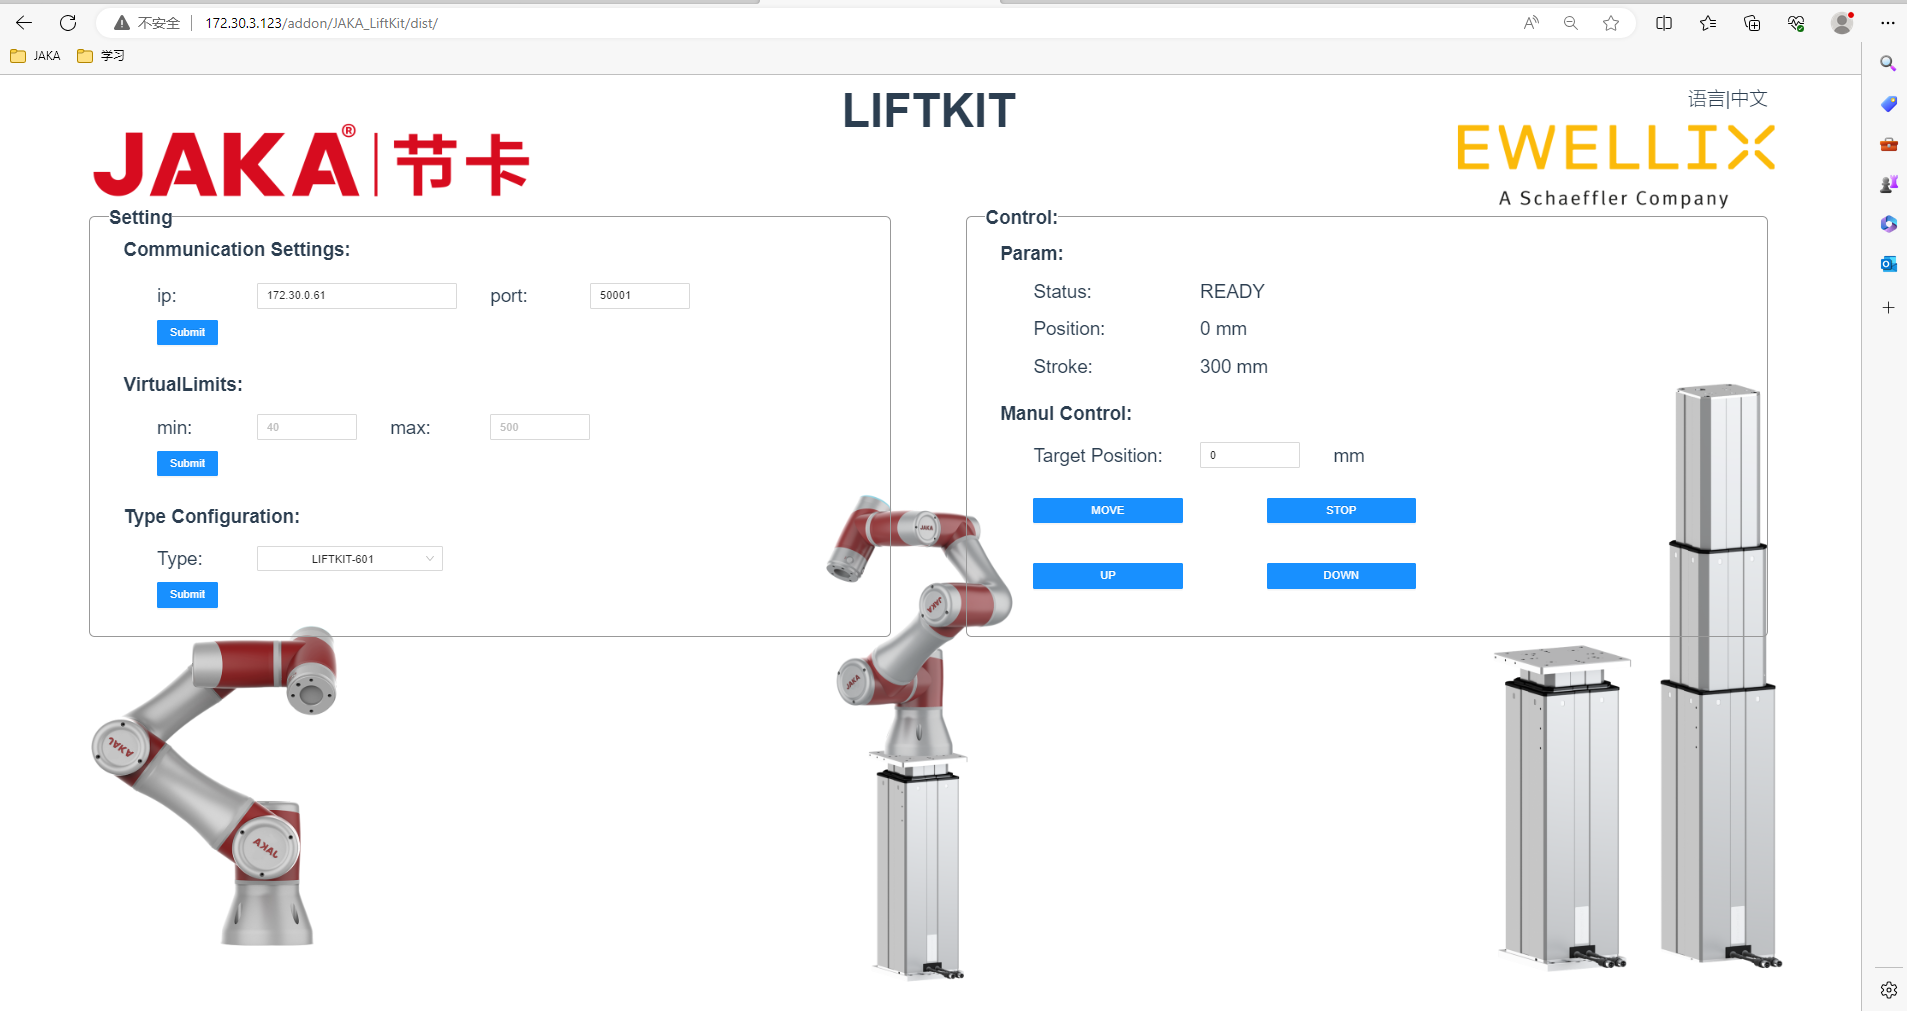 不安全 172.30.3.123/addon/JAKA_LiftKit/dist/
JAKA 学习
LIFTKIT
语言|中文
JAKA® 节卡
EWELLIX
A Schaeffler Company
Setting
Communication Settings:
ip: 172.30.0.61 port: 50001
Submit
VirtualLimits:
min: 40 max: 500
Submit
Type Configuration:
Type: LIFTKIT-601
Submit
Control:
Param:
Status: READY
Position: 0 mm
Stroke: 300 mm
Manul Control:
Target Position: 0 mm
MOVE STOP
UP DOWN
JAKA
JAKA
JAKA
JAKA
JAKA